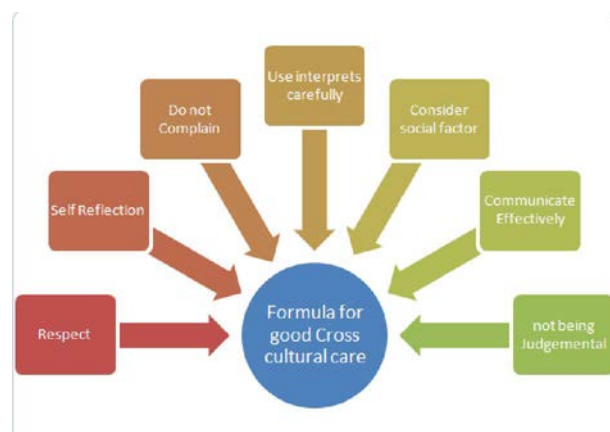 Use interprets
carefully
Do not
Complain
Consider
social factor
Self Reflection
Communicate
Effectively
Respect
Formula for
good Cross
cultural care
not being
Judgemental